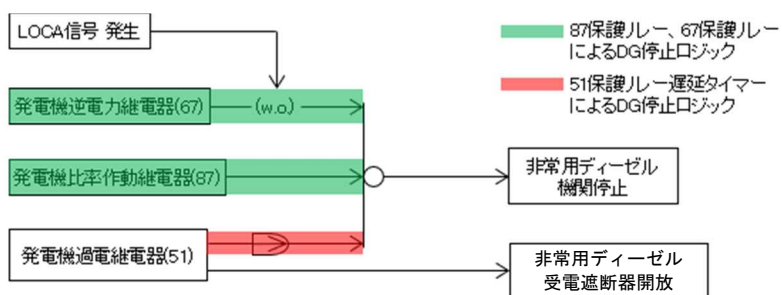 LOCA信号 発生
87保護リレー、67保護リレー
によるDG停止ロジック
51保護リレー遅延タイマー
によるDG停止ロジック
発電機逆電力継電器(67)
(w.o.)
発電機比率作動継電器(87)
非常用ディーゼル
機関停止
発電機過電継電器(51)
非常用ディーゼル
受電遮断器開放